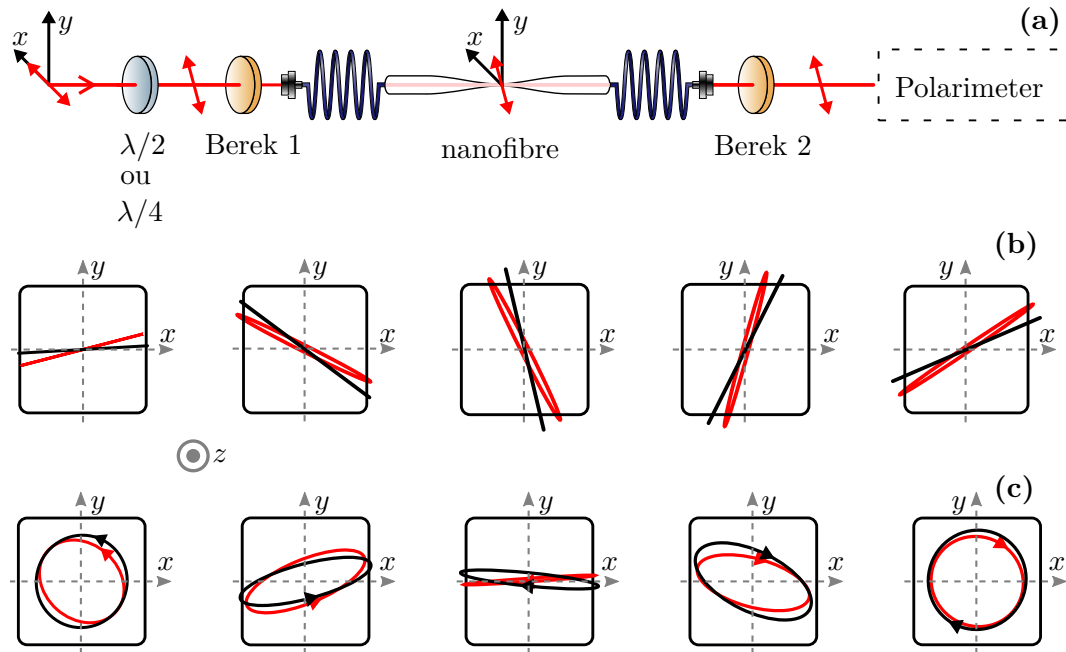 (a)
x y y x
λ/2 ou λ/4
Berek 1
nanofibre
Berek 2
Polarimeter
(b)
y x y x y x y x y x
z
(c)
y x y x y x y x y x